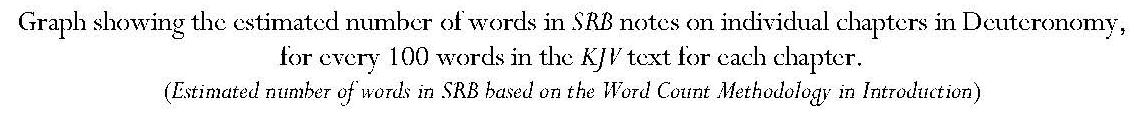 Graph showing the estimated number of words in SRB notes on individual chapters in Deuteronomy,
for every 100 words in the KJV text for each chapter.
(Estimated number of words in SRB based on the Word Count Methodology in Introduction)